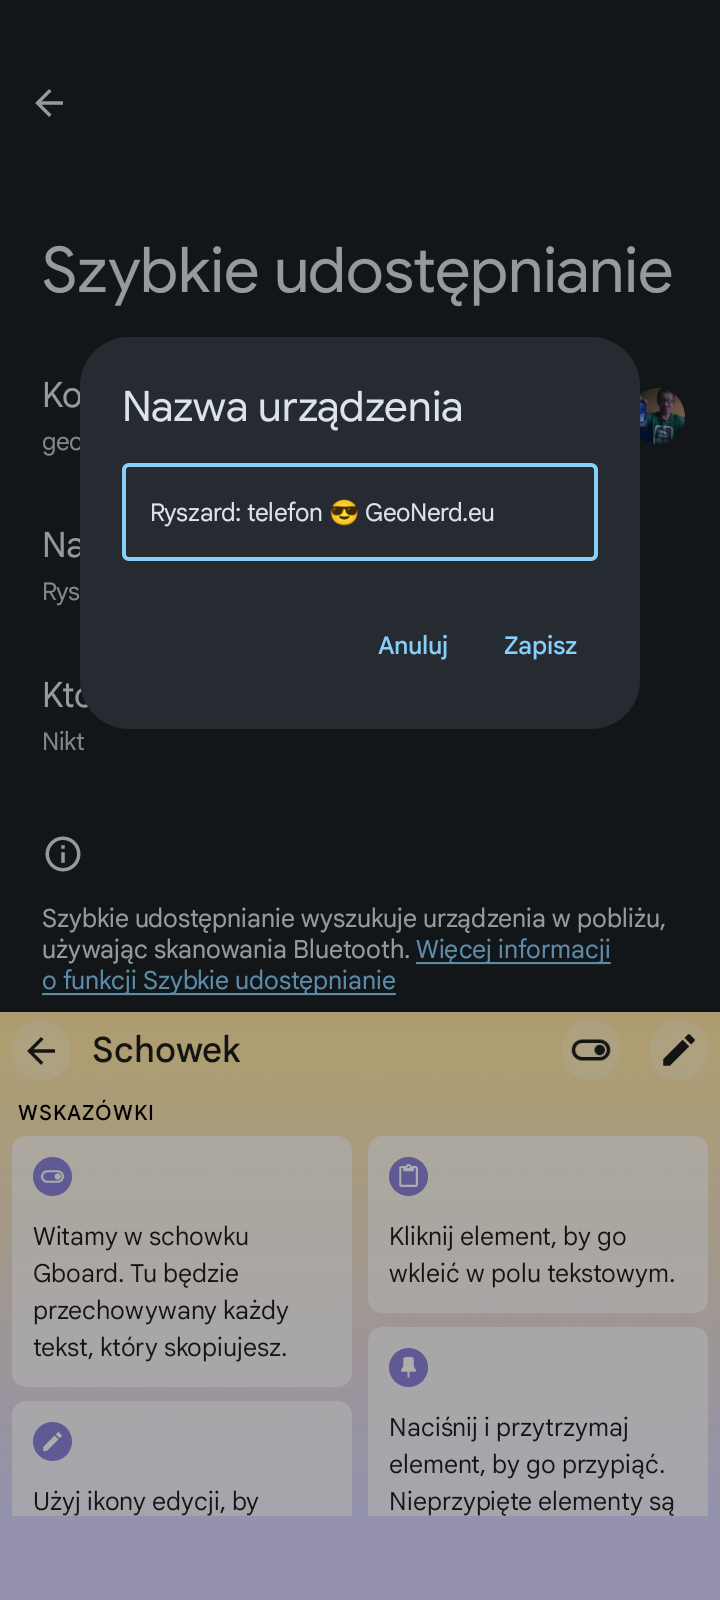 Szybkie udostępnianie
Ko
geo
Nazwa urządzenia
Ryszard: telefon 😎 GeoNerd.eu
Na
Rys
Anuluj
Zapisz
Kto
Nikt
Szybkie udostępnianie wyszukuje urządzenia w pobliżu,
używając skanowania Bluetooth. Więcej informacji
o funkcji Szybkie udostępnianie
Schowek
WSKAZÓWKI
Witamy w schowku
Gboard. Tu będzie
przechowywany każdy
tekst, który skopiujesz.
Kliknij element, by go
wkleić w polu tekstowym.
Użyj ikony edycji, by
Naciśnij i przytrzymaj
element, by go przypiąć.
Nieprzypięte elementy są